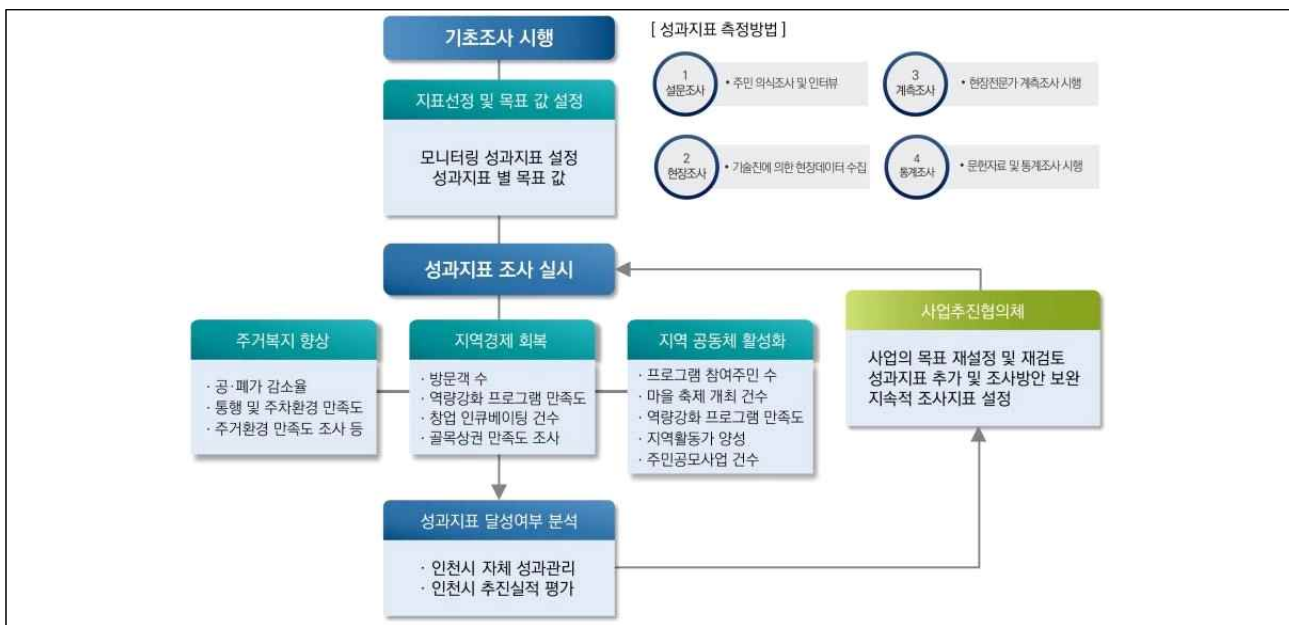 기초조사 시행
지표선정 및 목표 값 설정
모니터링 성과지표 설정
성과지표 별 목표 값
[ 성과지표 측정방법 ]
1
설문조사
• 주민 의식조사 및 인터뷰
3
계측조사
• 현장전문가 계측조사 시행
2
현장조사
• 기술진에 의한 현장데이터 수집
4
통계조사
• 문헌자료 및 통계조사 시행
성과지표 조사 실시
주거복지 향상
· 공·폐가 감소율
· 통행 및 주차환경 만족도
· 주거환경 만족도 조사 등
지역경제 회복
· 방문객 수
· 역량강화 프로그램 만족도
· 창업 인큐베이팅 건수
· 골목상권 만족도 조사
지역 공동체 활성화
· 프로그램 참여주민 수
· 마을 축제 개최 건수
· 역량강화 프로그램 만족도
· 지역활동가 양성
· 주민공모사업 건수
사업추진협의체
사업의 목표 재설정 및 재검토
성과지표 추가 및 조사방안 보완
지속적 조사지표 설정
성과지표 달성여부 분석
· 인천시 자체 성과관리
· 인천시 추진실적 평가